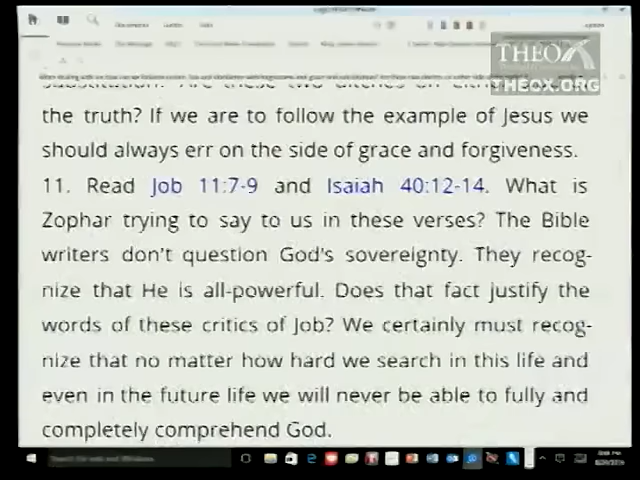 THEOX
THEOX.ORG
the truth? If we are to follow the example of Jesus we
should always err on the side of grace and forgiveness.
11. Read Job 11:7-9 and Isaiah 40:12-14. What is
Zophar trying to say to us in these verses? The Bible
writers don't question God's sovereignty. They recog-
nize that He is all-powerful. Does that fact justify the
words of these critics of Job? We certainly must recog-
nize that no matter how hard we search in this life and
even in the future life we will never be able to fully and
completely comprehend God.